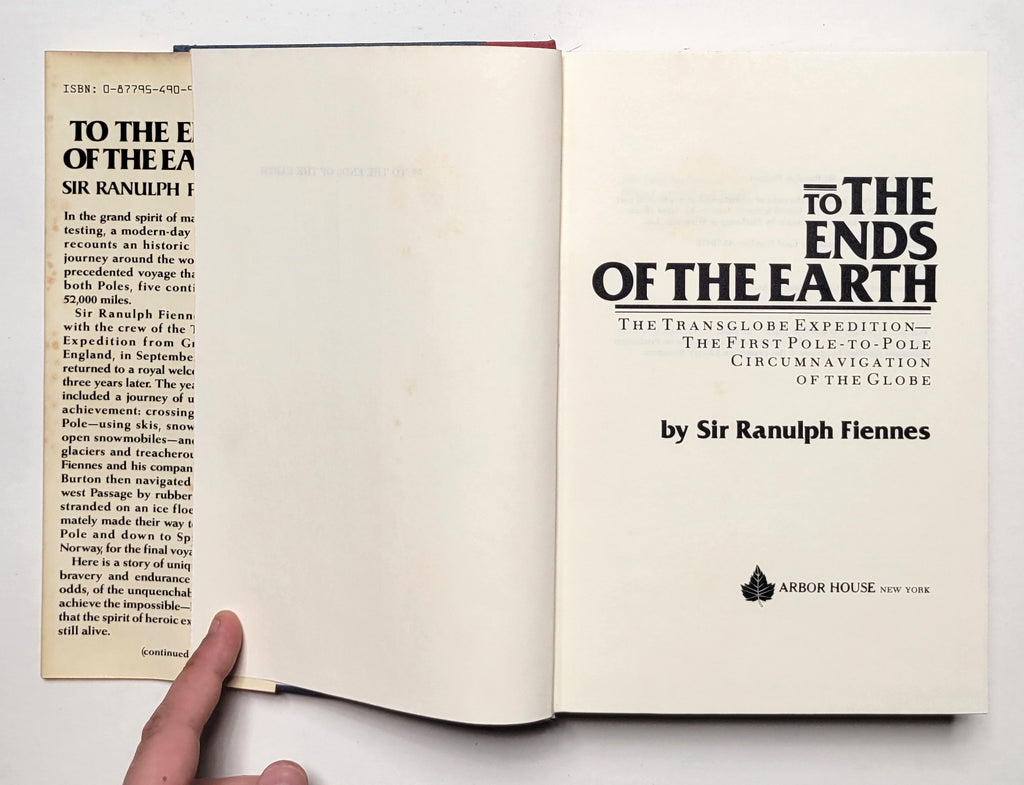 ISBN: 0-87795-490-
TO THE E
OF THE EA
SIR RANULPH F
In the grand spirit of ma
testing, a modern-day
recounts an historic
journey around the wo
precedented voyage tha
both Poles, five conti
52,000 miles.
Sir Ranulph Fienn
with the crew of the T
Expedition from Gr
England, in Septembe
returned to a royal welco
three years later. The yea
included a journey of u
achievement: crossing
Pole—using skis, snow
open snowmobiles—and
glaciers and treacherou
Fiennes and his compan
Burton then navigated
west Passage by rubber
stranded on an ice floe
mately made their way t
Pole and down to Sp
Norway, for the final voya
Here is a story of uniq
bravery and endurance
odds, of the unquenchab
achieve the impossible—
that the spirit of heroic ex
still alive.
(continued
TO THE
ENDS
OF THE EARTH
THE TRANSGLOBE EXPEDITION—
THE FIRST POLE-TO-POLE
CIRCUMNAVIGATION
OF THE GLOBE
by Sir Ranulph Fiennes
ARBOR HOUSE NEW YORK